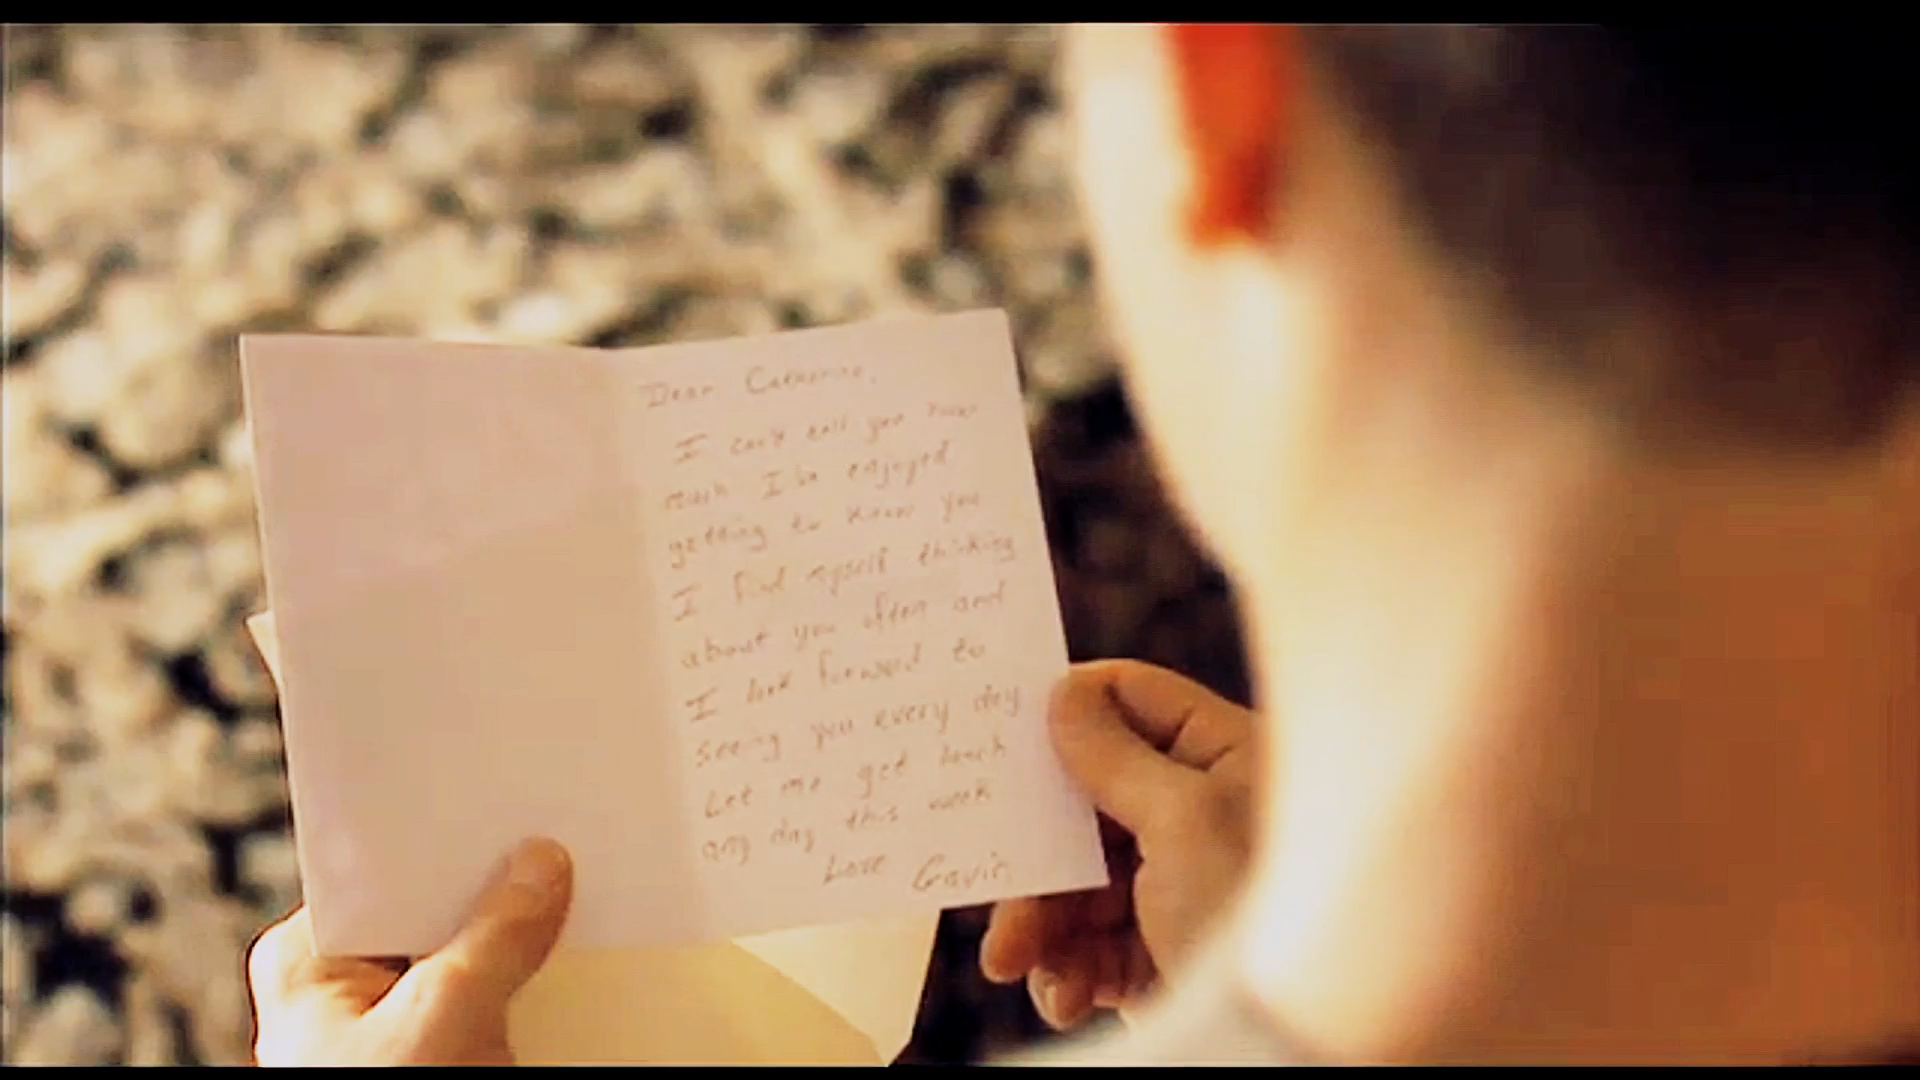 Dear Catherine,
I can't tell you how
much I've enjoyed
getting to know you
I find myself thinking
about you often and
I look forward to
seeing you every day
Let me get lunch
any day this week
Love Gavin